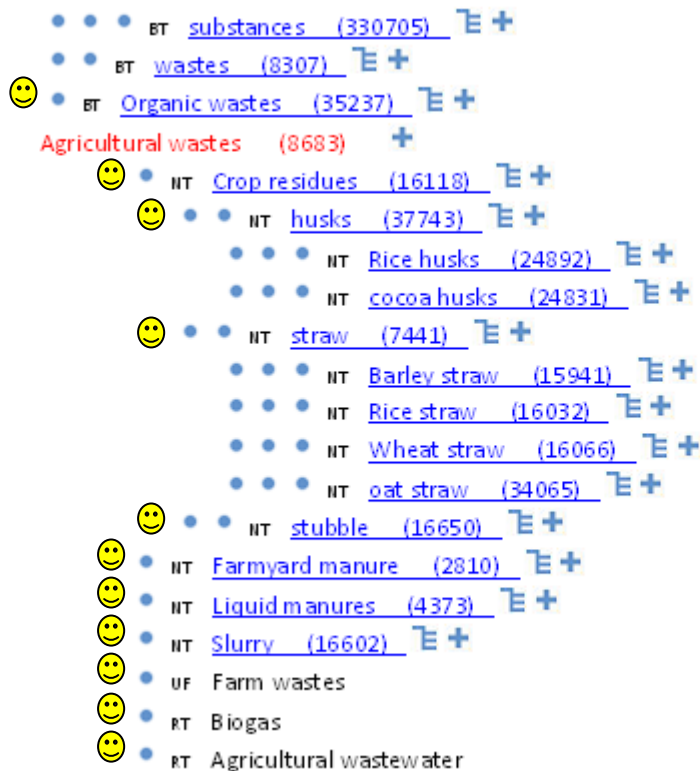 BT substances (330705)
BT wastes (8307)
BT Organic wastes (35237)
Agricultural wastes (8683)
NT Crop residues (16118)
NT husks (37743)
NT Rice husks (24892)
NT cocoa husks (24831)
NT straw (7441)
NT Barley straw (15941)
NT Rice straw (16032)
NT Wheat straw (16066)
NT oat straw (34065)
NT stubble (16650)
NT Farmyard manure (2810)
NT Liquid manures (4373)
NT Slurry (16602)
UF Farm wastes
RT Biogas
RT Agricultural wastewater